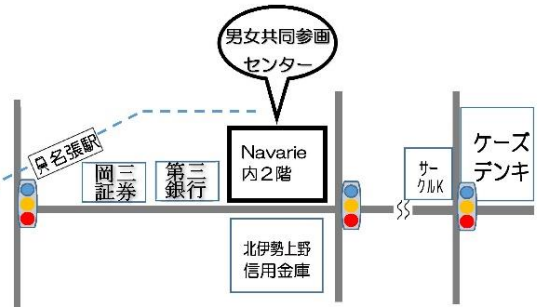 男女共同参画
センター
名張駅
岡三
証券
第三
銀行
Navarie
内2階
サー
クルK
ケーズ
デンキ
北伊勢上野
信用金庫